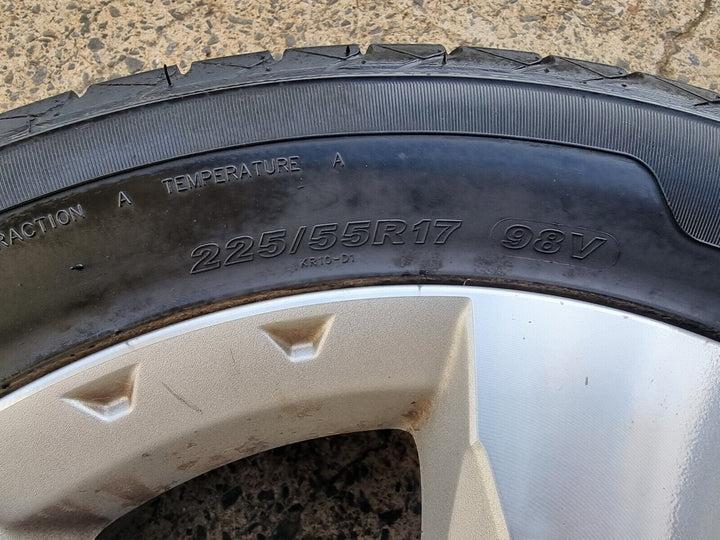 RACTION A TEMPERATURE A
225/55R17 98V
KR10-D1